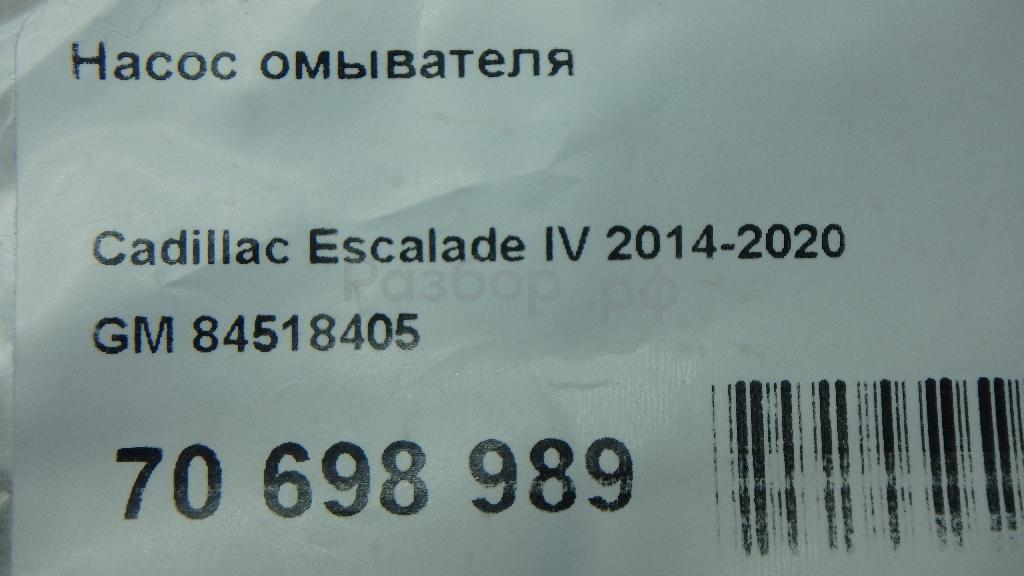 Насос омывателя
Cadillac Escalade IV 2014-2020
Разбор.рф
GM 84518405
70 698 989